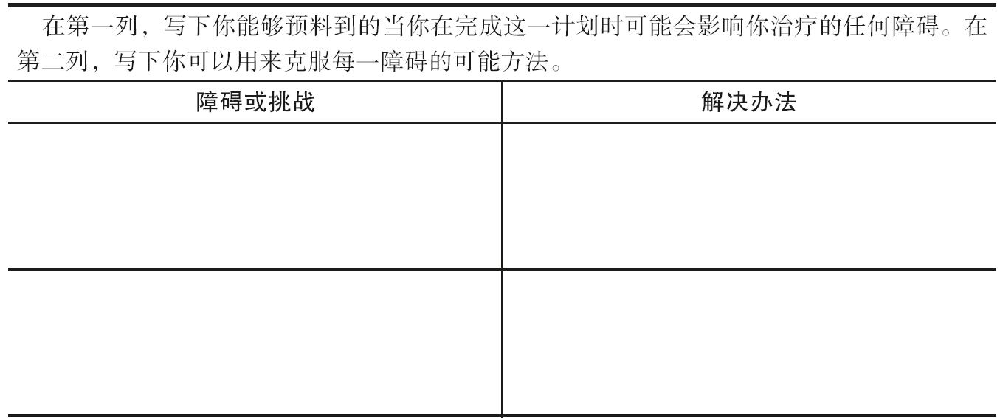 在第一列，写下你能够预料到的当你在完成这一计划时可能会影响你治疗的任何障碍。在
第二列，写下你可以用来克服每一障碍的可能方法。
障碍或挑战
解决办法